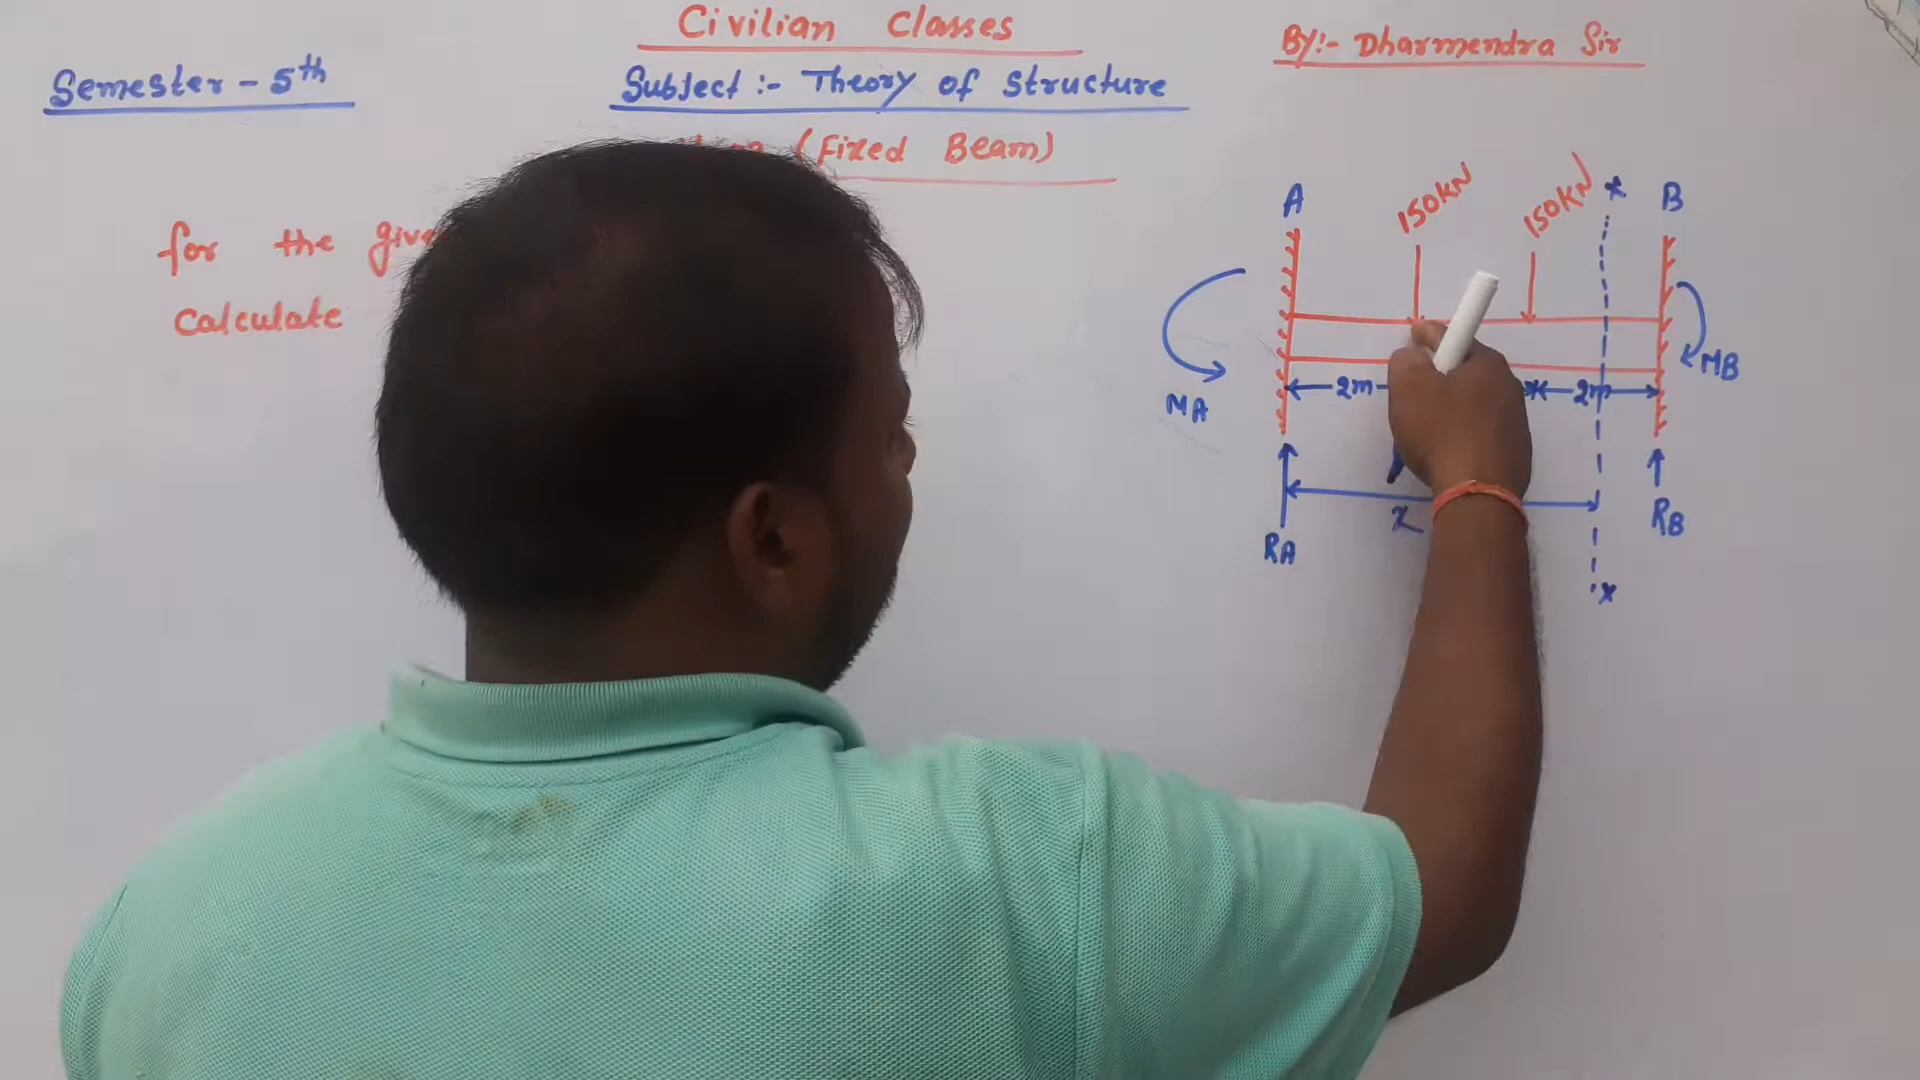 Civilian Classes
By:- Dharmendra Sir
Semester - 5th
Subject :- Theory of Structure
(Fixed Beam)
for the give
Calculate
A
150KN
150KN
x
B
MA
MB
2m
2m
x
RA
RB
x